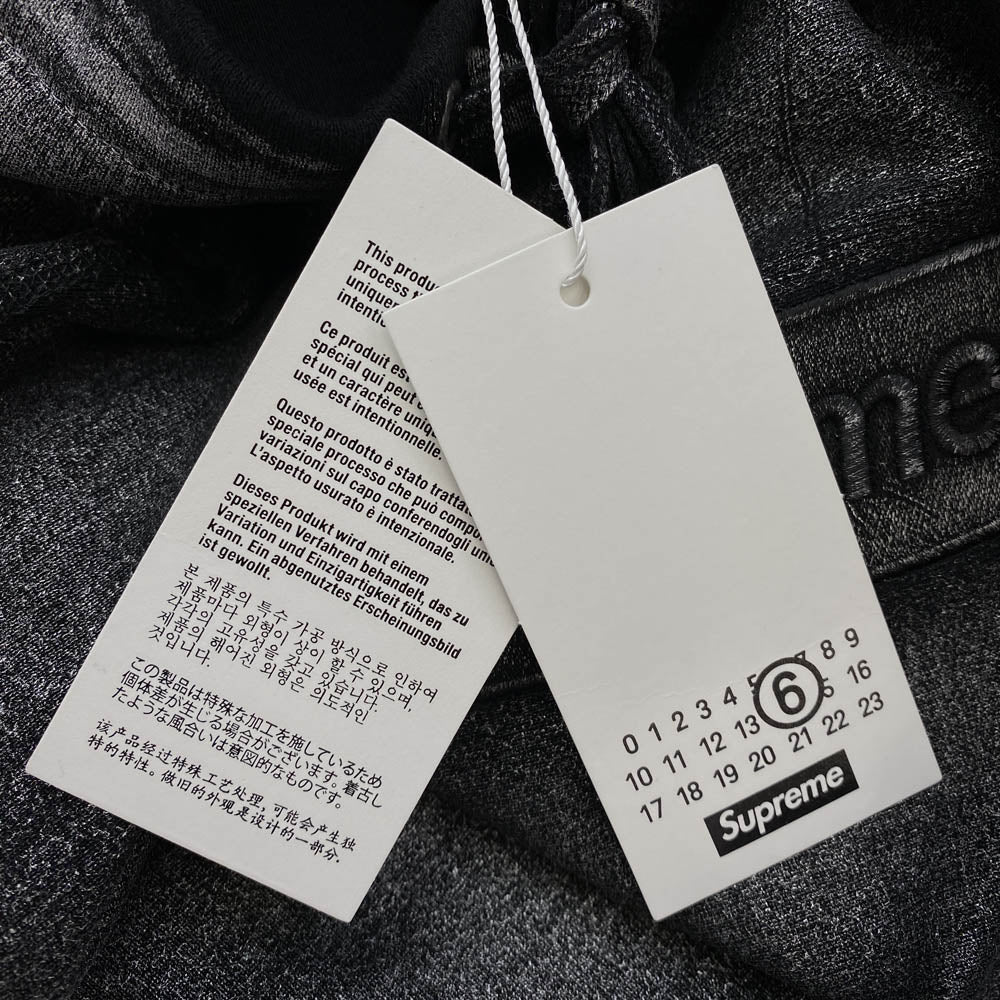 This
process
unique
intentio
Ce produit est
spécial qui peut
et un caractère uniq
usée est intentionnelle.
Questo prodotto è stato tratta
speciale processo che può compo
variazioni sul capo conferendogli un
L'aspetto usurato è intenzionale.
Dieses Produkt wird mit einem
speziellen Verfahren behandelt, das zu
Variation und Einzigartigkeit führen
kann. Ein abgenutztes Erscheinungsbild
ist gewollt.
본 제품의 특수 가공 방식으로 인하여
제품마다 외형이 상이 할 수 있으며,
각각의 고유성을 갖고 있습니다.
제품의 해어진 외형은 의도적인
것입니다.
この製品は特殊な加工を施しているため
個体差が生じる場合がございます。着古し
たような風合いは意図的なものです。
该产品经过特殊工艺处理,可能会产生独
特的特性。做旧的外观是设计的一部分.
0 1 2 3 4 5 6 7 8 9
10 11 12 13 15 16
17 18 19 20 21 22 23
Supreme
me